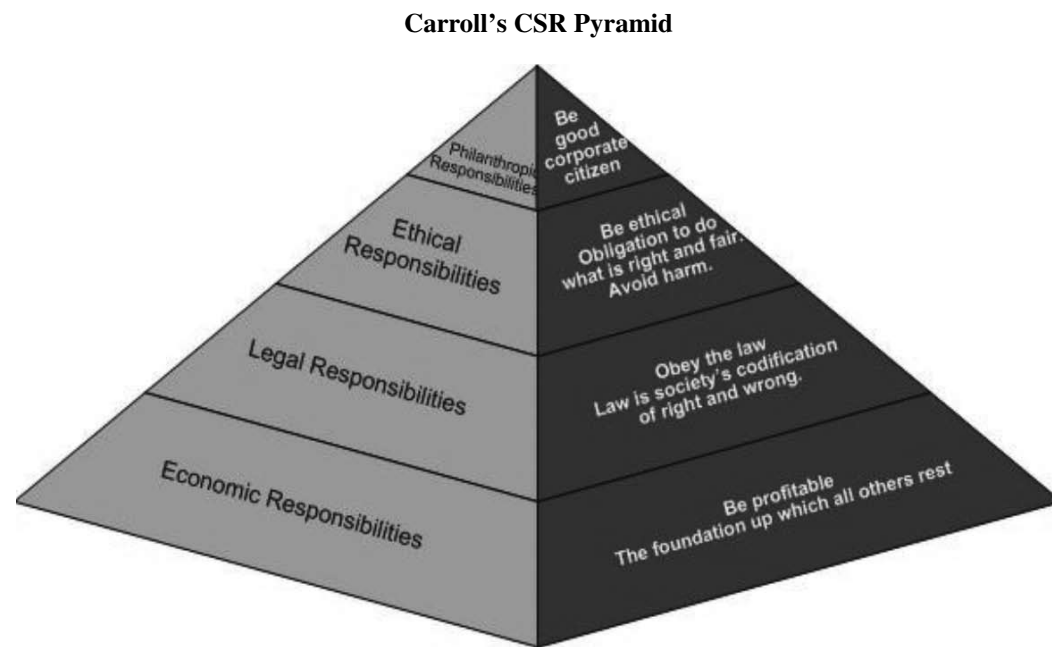 Carroll's CSR Pyramid
Philanthropic
Responsibilities
Be
good
corporate
citizen
Ethical
Responsibilities
Be ethical
Obligation to do
what is right and fair.
Avoid harm.
Legal Responsibilities
Obey the law
Law is society's codification
of right and wrong.
Economic Responsibilities
Be profitable
The foundation up which all others rest